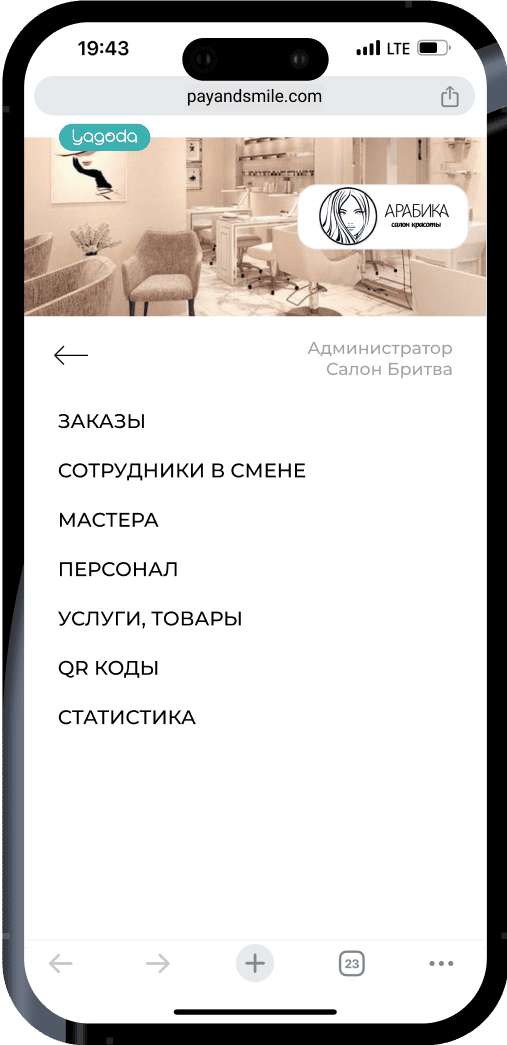 19:43
LTE
payandsmile.com
yagoda
АРАБИКА
салон красоты
Администратор
Салон Бритва
ЗАКАЗЫ
СОТРУДНИКИ В СМЕНЕ
МАСТЕРА
ПЕРСОНАЛ
УСЛУГИ, ТОВАРЫ
QR КОДЫ
СТАТИСТИКА
23